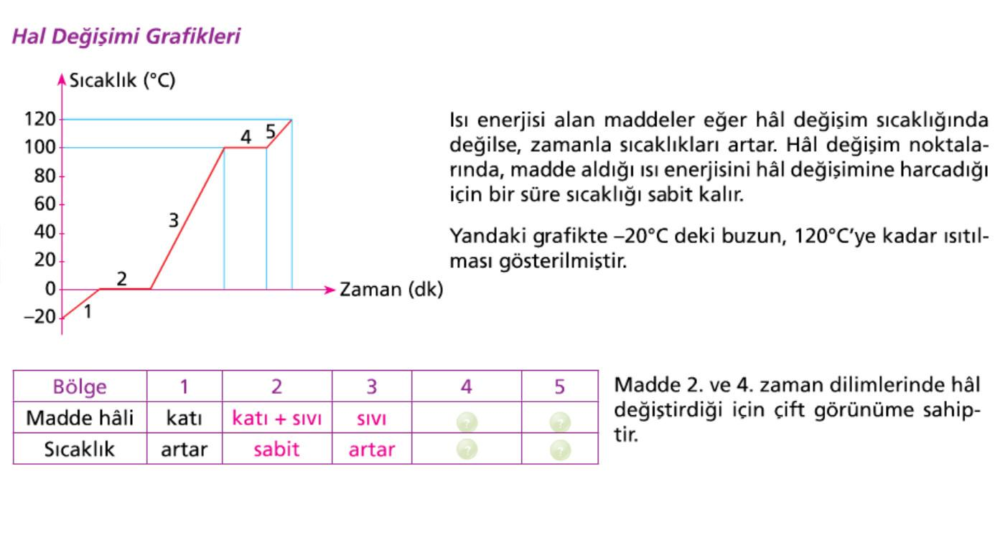 Hal Değişimi Grafikleri
Sıcaklık (°C)
120
100
80
60
40
20
0
–20
1
2
3
4
5
Zaman (dk)
Isı enerjisi alan maddeler eğer hâl değişim sıcaklığında
değilse, zamanla sıcaklıkları artar. Hâl değişim noktala-
rında, madde aldığı ısı enerjisini hâl değişimine harcadığı
için bir süre sıcaklığı sabit kalır.
Yandaki grafikte –20°C deki buzun, 120°C’ye kadar ısıtıl-
ması gösterilmiştir.
Bölge 1 2 3 4 5
Madde hâli katı katı + sıvı sıvı ? ?
Sıcaklık artar sabit artar ? ?
Madde 2. ve 4. zaman dilimlerinde hâl
değiştirdiği için çift görünüme sahip-
tir.